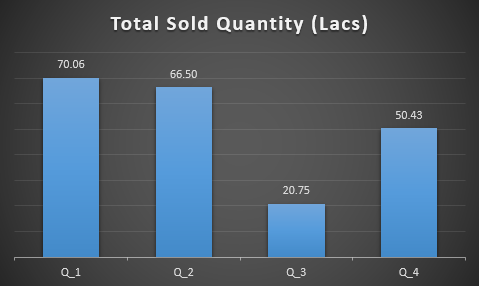 Total Sold Quantity (Lacs)
70.06
66.50
20.75
50.43
Q_1 Q_2 Q_3 Q_4